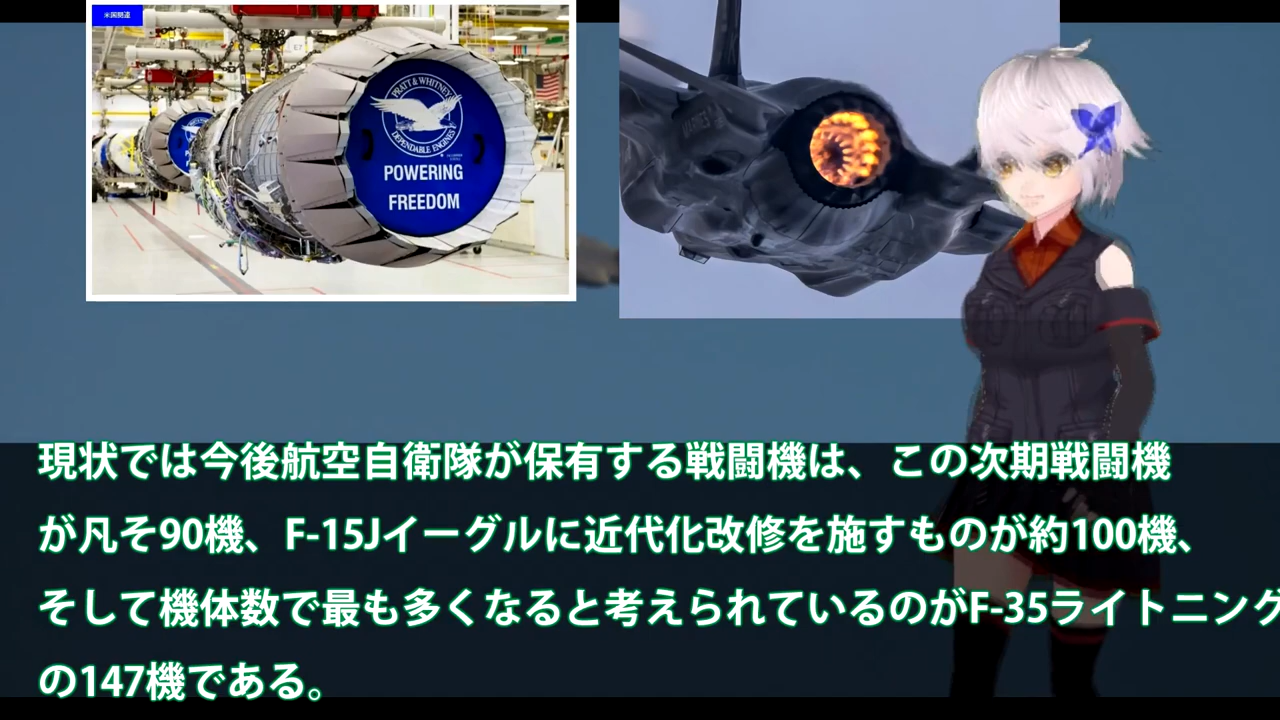 米国関連
PRATT & WHITNEY
DEPENDABLE ENGINES
POWERING
FREEDOM
現状では今後航空自衛隊が保有する戦闘機は、この次期戦闘機
が凡そ90機、F-15Jイーグルに近代化改修を施すものが約100機、
そして機体数で最も多くなると考えられているのがF-35ライトニング
の147機である。